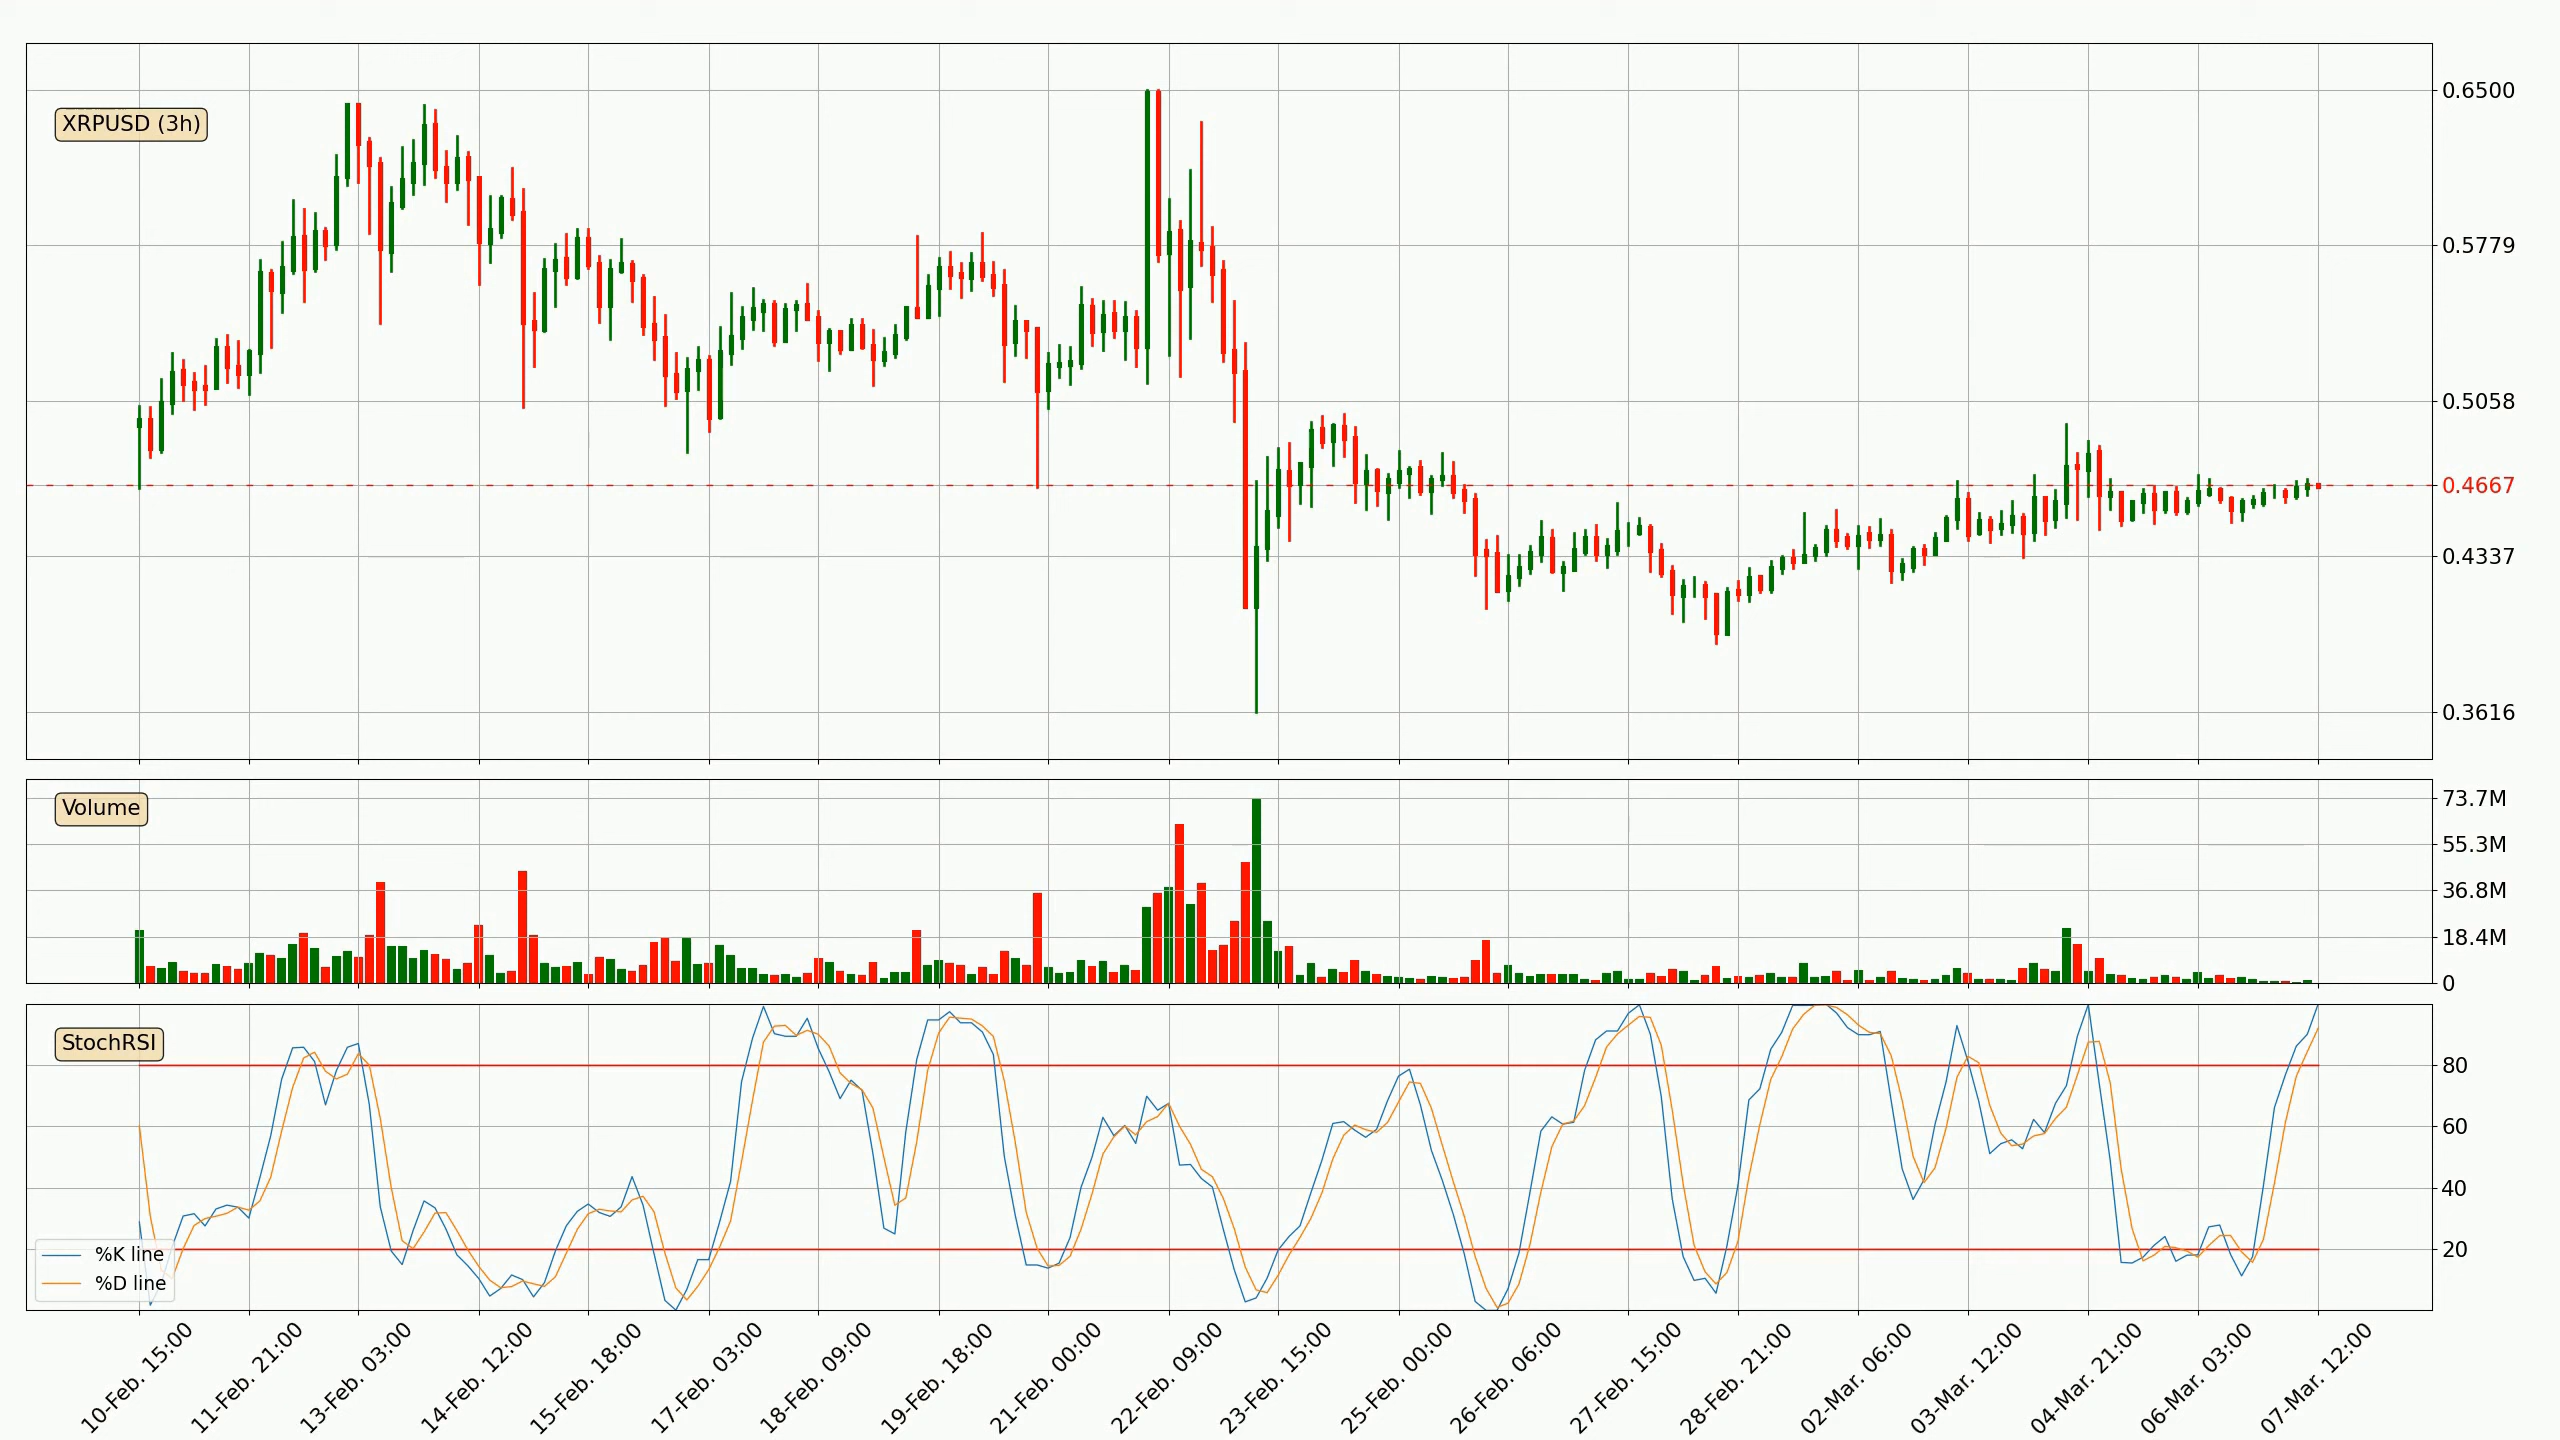 XRPUSD (3h)
0.6500
0.5779
0.5058
0.4667
0.4337
0.3616
Volume
73.7M
55.3M
36.8M
18.4M
0
StochRSI
80
60
40
20
%K line
%D line
10-Feb. 15:00
11-Feb. 21:00
13-Feb. 03:00
14-Feb. 12:00
15-Feb. 18:00
17-Feb. 03:00
18-Feb. 09:00
19-Feb. 18:00
21-Feb. 00:00
22-Feb. 09:00
23-Feb. 15:00
25-Feb. 00:00
26-Feb. 06:00
27-Feb. 15:00
28-Feb. 21:00
02-Mar. 06:00
03-Mar. 12:00
04-Mar. 21:00
06-Mar. 03:00
07-Mar. 12:00